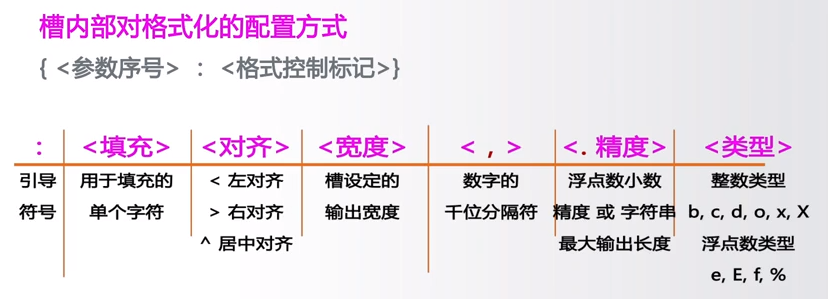 槽内部对格式化的配置方式
{ <参数序号> : <格式控制标记>}
: <填充> <对齐> <宽度> < , > <. 精度> <类型>
引导 用于填充的 < 左对齐 槽设定的 数字的 浮点数小数 整数类型
符号 单个字符 > 右对齐 输出宽度 千位分隔符 精度 或 字符串 b, c, d, o, x, X
^ 居中对齐 最大输出长度 浮点数类型
e, E, f, %